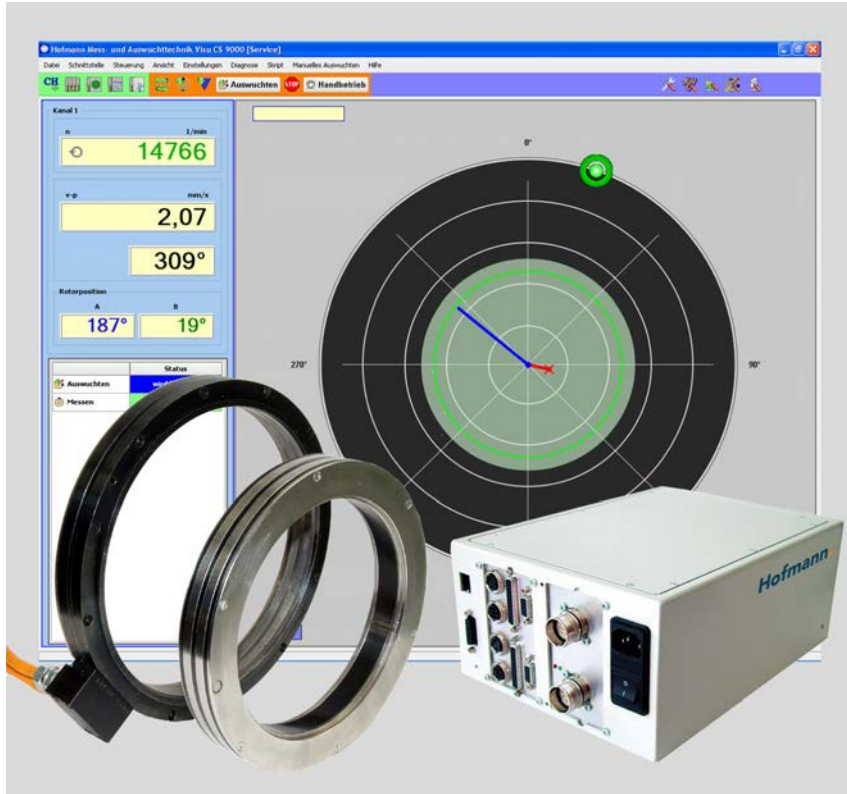 Hofmann Mess- und Auswuchttechnik Visu CS 9000 [Service]
Datei Schnittstelle Steuerung Ansicht Einstellungen Diagnose Skript Manuelles Auswuchten Hilfe
CH Auswuchten STOP Handbetrieb
Kanal 1
n 1/min
14766
v-p mm/s
2,07
309°
Rotorposition
A B
187° 19°
Status
Auswuchten
Messen
0°
270°
90°
Hofmann